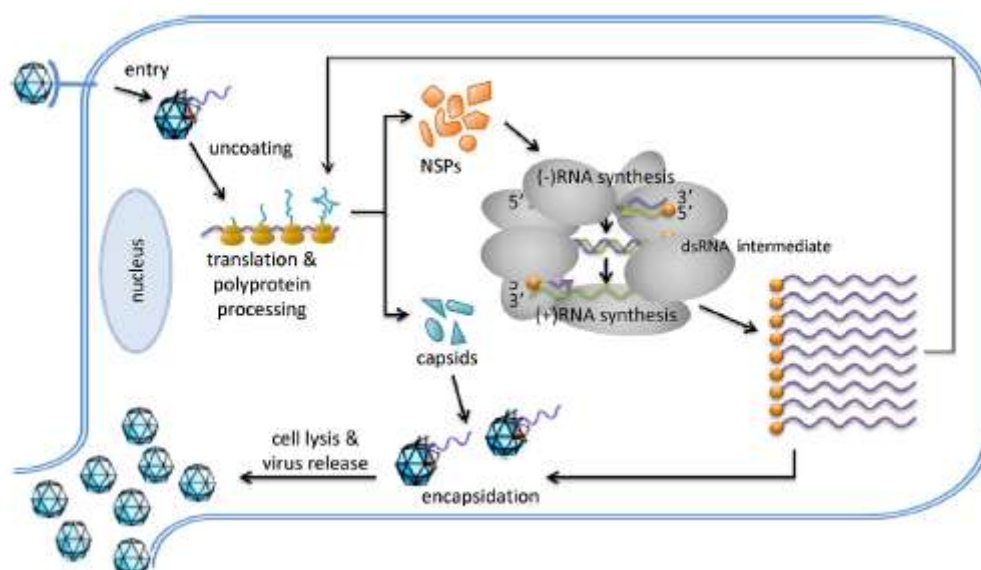 entry
uncoating
NSPs
(-)RNA synthesis
5'
3'
5'
dsRNA intermediate
nucleus
translation &
polyprotein
processing
3'
(+)RNA synthesis
capsids
cell lysis &
virus release
encapsidation